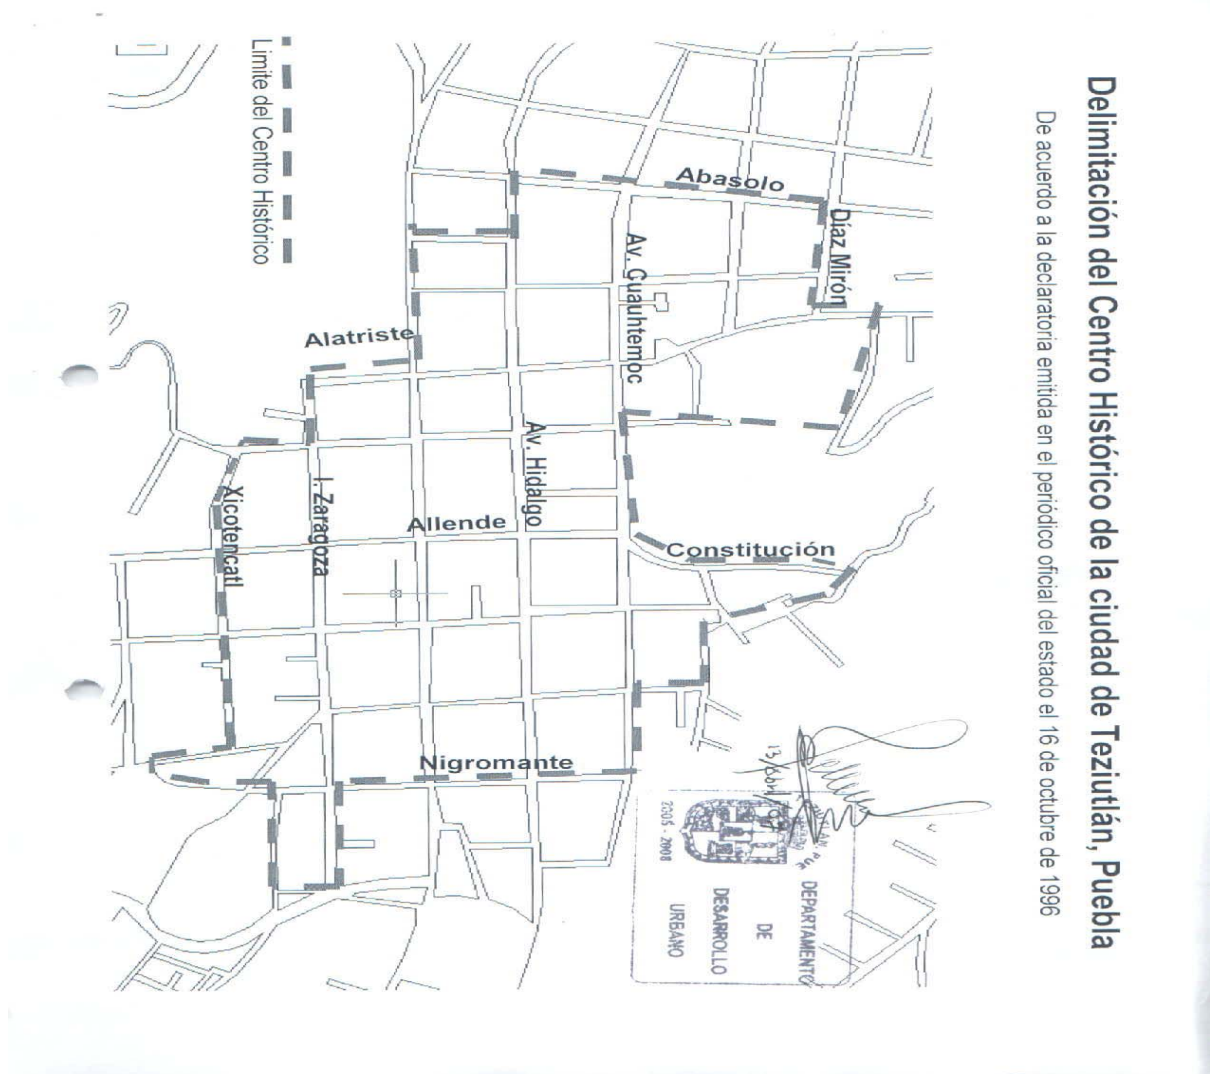 Delimitación del Centro Histórico de la ciudad de Teziutlán, Puebla
De acuerdo a la declaratoria emitida en el periódico oficial del estado el 16 de octubre de 1996
Abasolo
Díaz Mirón
Av. Cuauhtemoc
Alatriste
Av. Hidalgo
Allende
I. Zaragoza
Xicotencatl
Constitución
Nigromante
Limite del Centro Histórico
DEPARTAMENTO
DE
DESARROLLO
URBANO
2005 - 2008